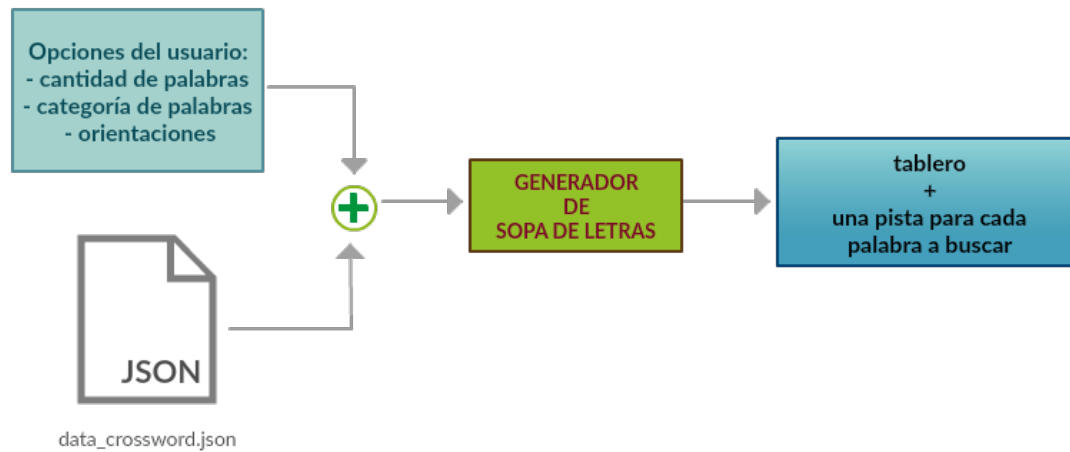 Opciones del usuario:
- cantidad de palabras
- categoría de palabras
- orientaciones
GENERADOR
DE
SOPA DE LETRAS
tablero
+
una pista para cada
palabra a buscar
JSON
data_crossword.json